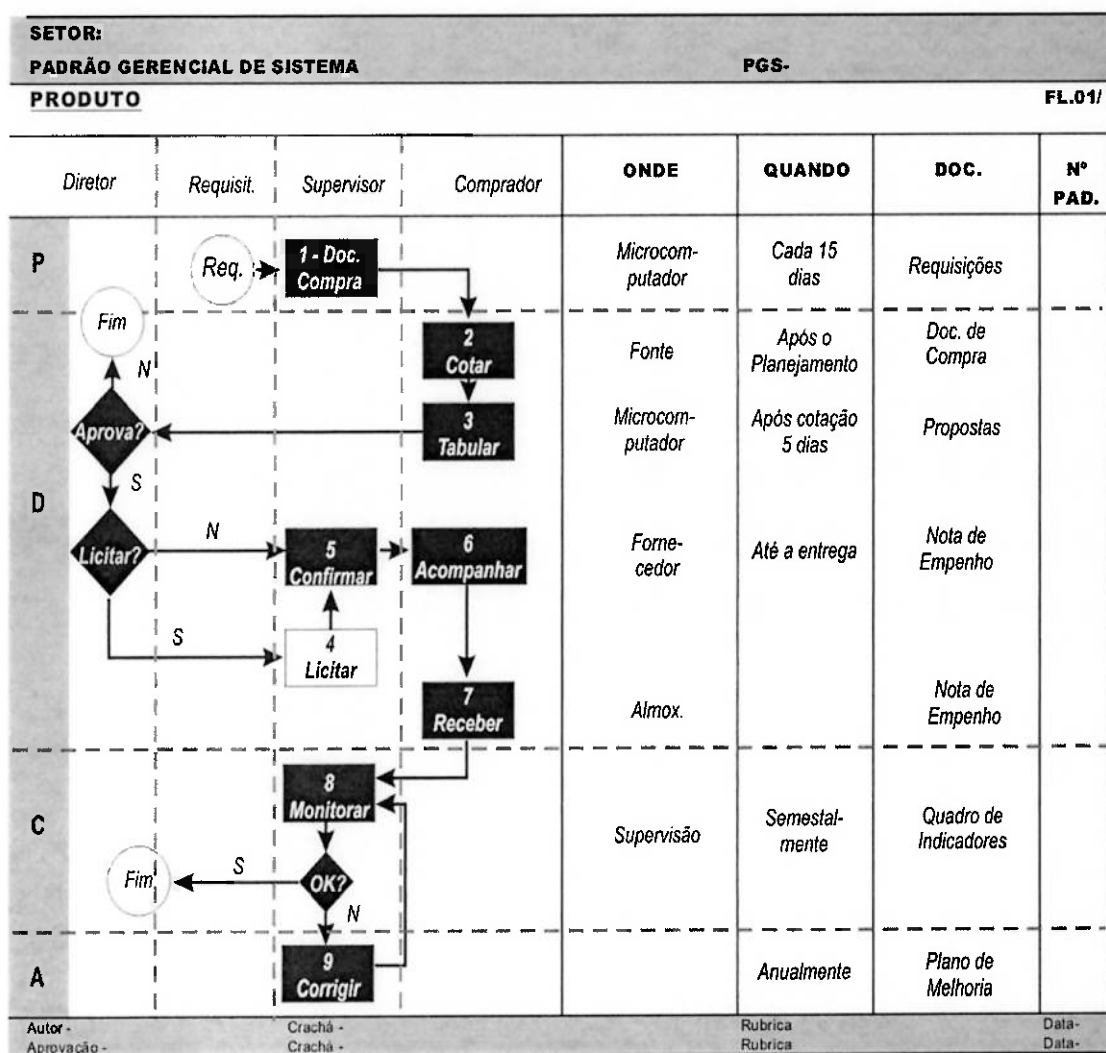 SETOR:
PADRÃO GERENCIAL DE SISTEMA PGS-
PRODUTO FL.01/
Diretor Requisit. Supervisor Comprador ONDE QUANDO DOC. Nº
PAD.
P
Req.
1 - Doc.
Compra
Microcom-
putador
Cada 15
dias
Requisições
Fim
N
D
2
Cotar
Fonte
Após o
Planejamento
Doc. de
Compra
Aprova?
3
Tabular
Microcom-
putador
Após cotação
5 dias
Propostas
S
Licitar?
N
5
Confirmar
6
Acompanhar
Forne-
cedor
Até a entrega
Nota de
Empenho
S
4
Licitar
7
Receber
Almox.
Nota de
Empenho
C
8
Monitorar
Supervisão
Semestal-
mente
Quadro de
Indicadores
Fim
S
OK?
N
A
9
Corrigir
Anualmente
Plano de
Melhoria
Autor - Crachá - Rubrica Data-
Aprovação - Crachá - Rubrica Data-